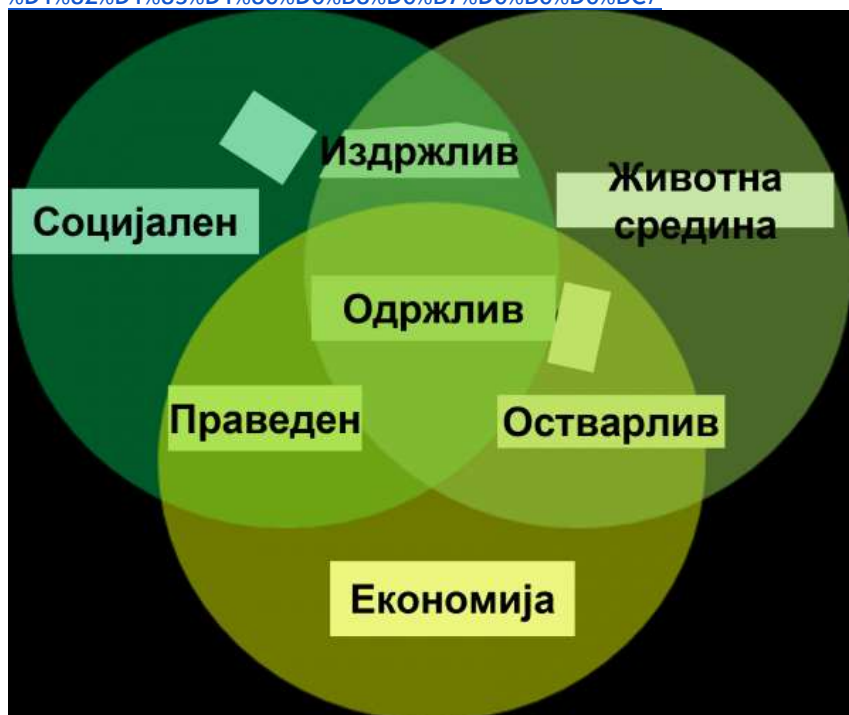 Издржлив
Животна
средина
Социјален
Одржлив
Праведен
Остварлив
Економија